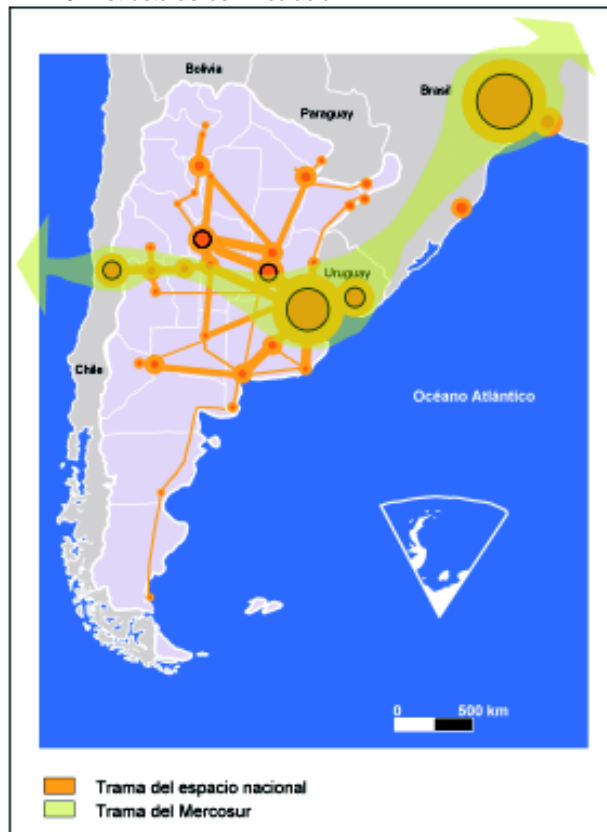 Bolivia
Paraguay
Brasil
Uruguay
Chile
Océano Atlántico
0 500 km
Trama del espacio nacional
Trama del Mercosur